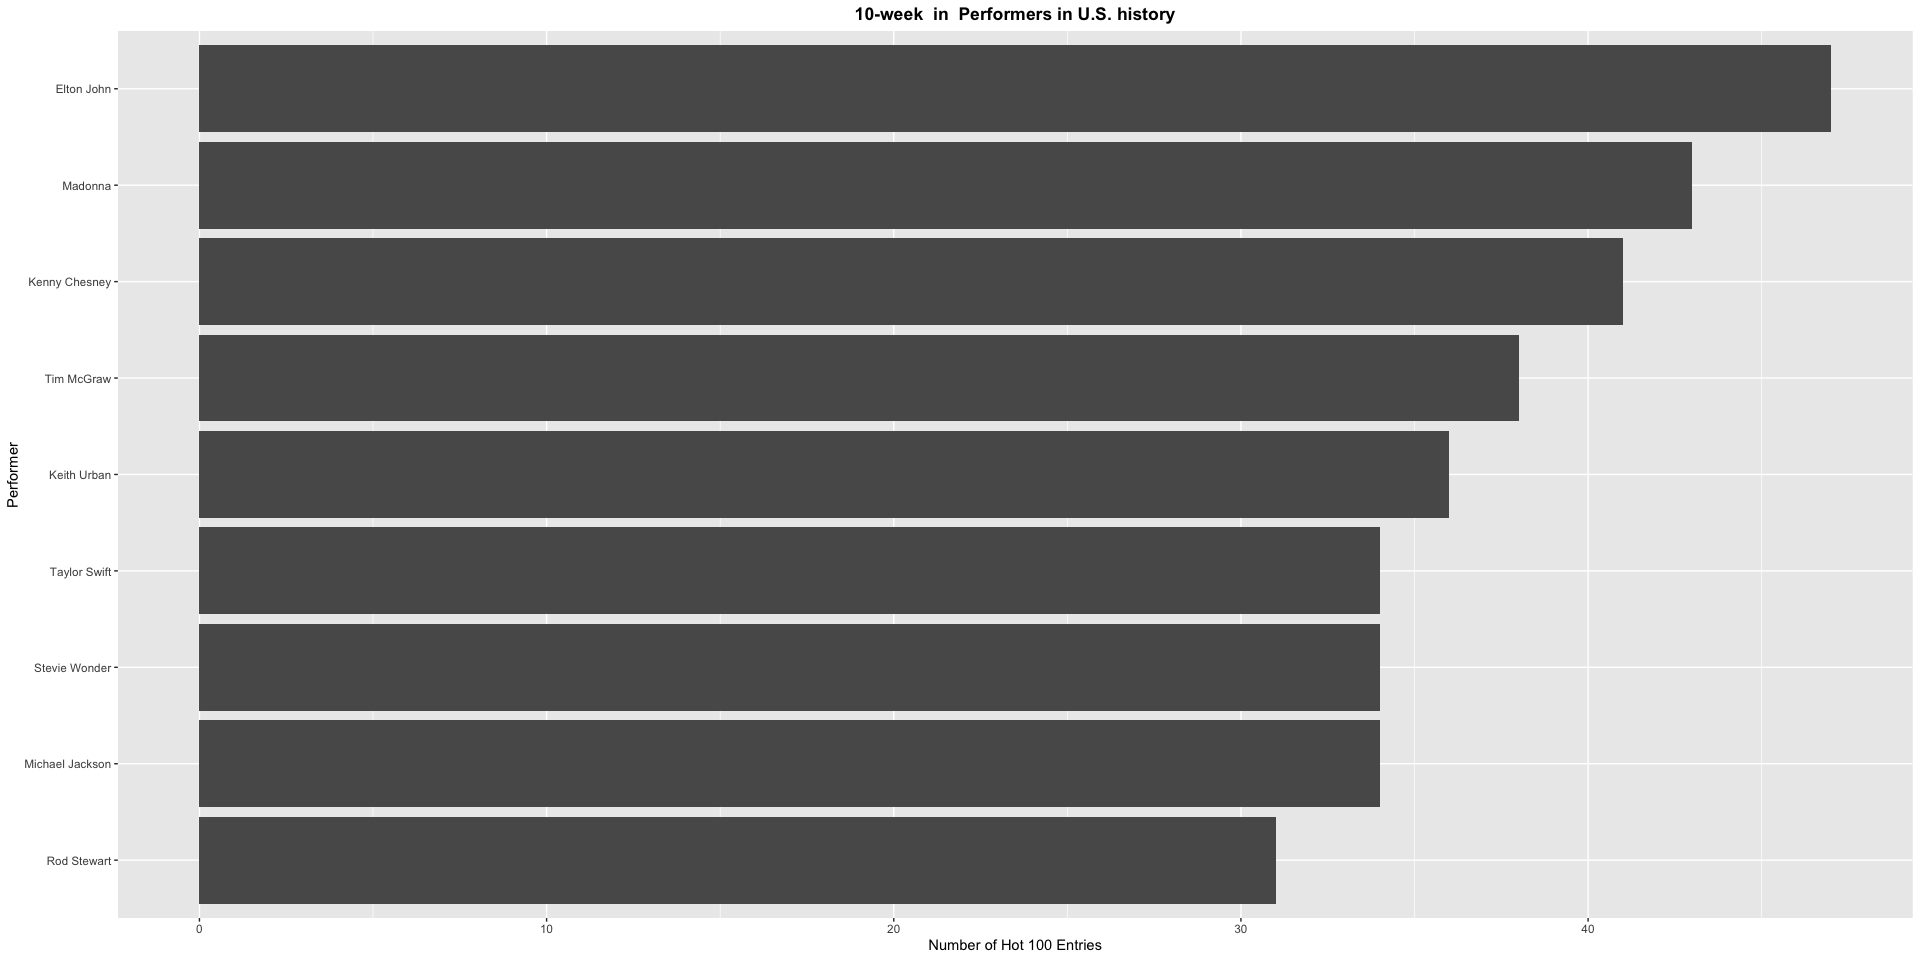 10-week  in  Performers in U.S. history
Performer
Elton John
Madonna
Kenny Chesney
Tim McGraw
Keith Urban
Taylor Swift
Stevie Wonder
Michael Jackson
Rod Stewart
0 10 20 30 40
Number of Hot 100 Entries